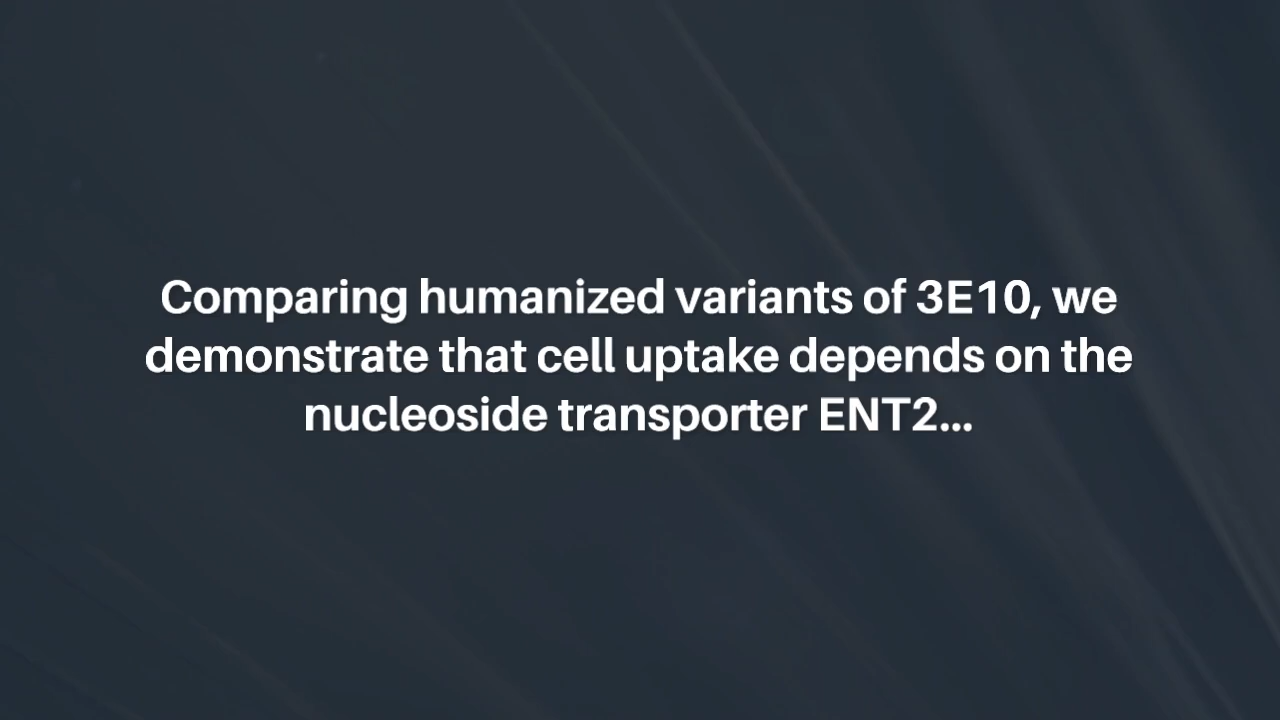 Comparing humanized variants of 3E10, we
demonstrate that cell uptake depends on the
nucleoside transporter ENT2...